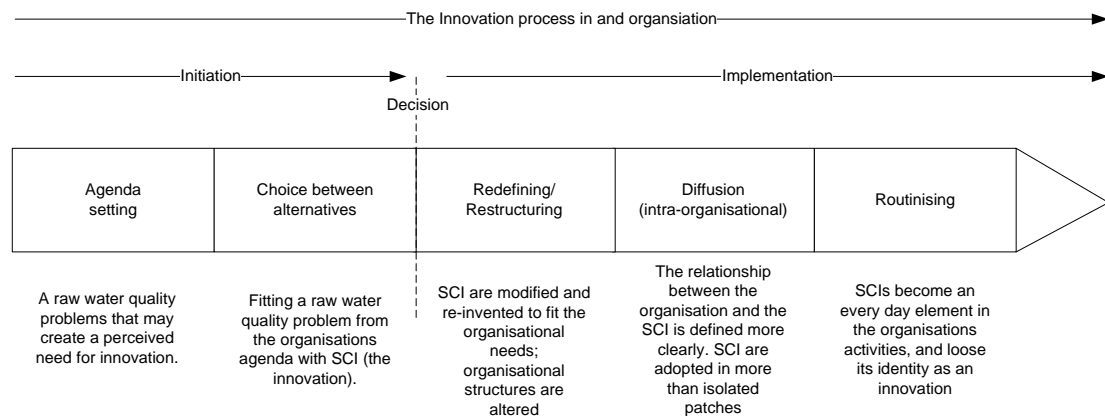 The Innovation process in and organsiation
Initiation
Implementation
Decision
Agenda
setting
Choice between
alternatives
Redefining/
Restructuring
Diffusion
(intra-organisational)
Routinising
A raw water quality
problems that may
create a perceived
need for innovation.
Fitting a raw water
quality problem from
the organisations
agenda with SCI (the
innovation).
SCI are modified and
re-invented to fit the
organisational
needs;
organisational
structures are
altered
The
relationship
between the
organisation and the
SCI is defined more
clearly. SCI are
adopted in more
than isolated
patches
SCIs become an
every day element in
the organisations
activities, and loose
its identity as an
innovation